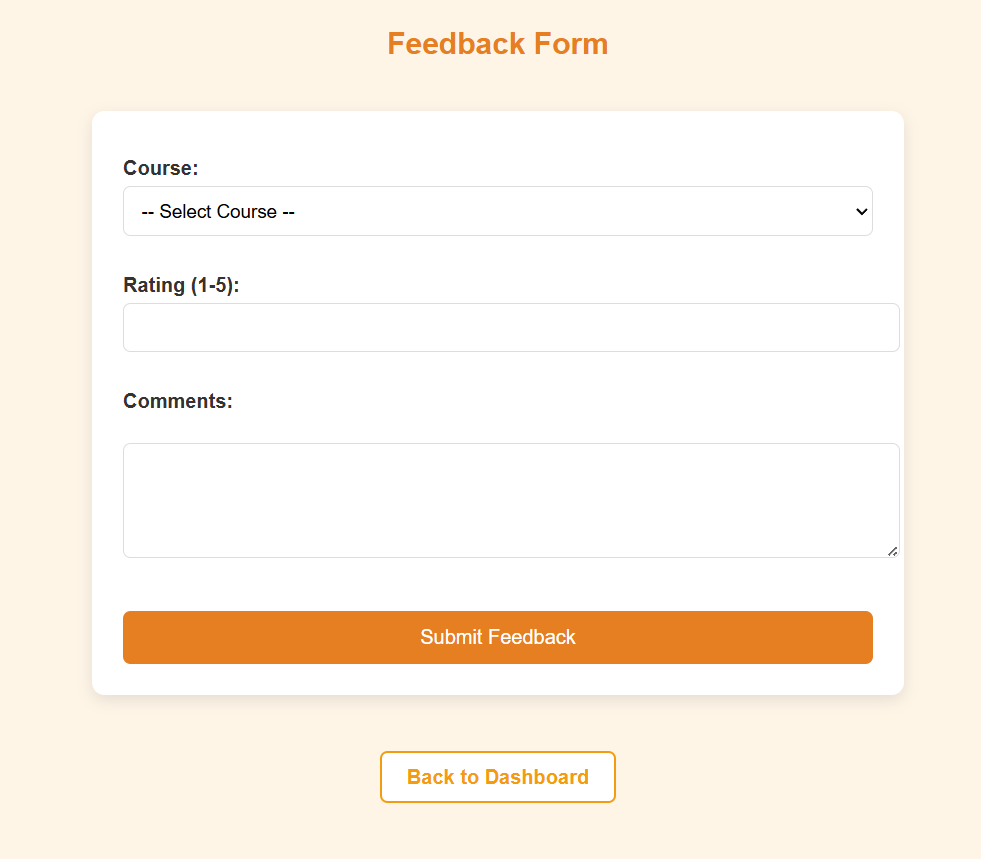 Feedback Form
Course:
-- Select Course --
Rating (1-5):
Comments:
Submit Feedback
Back to Dashboard